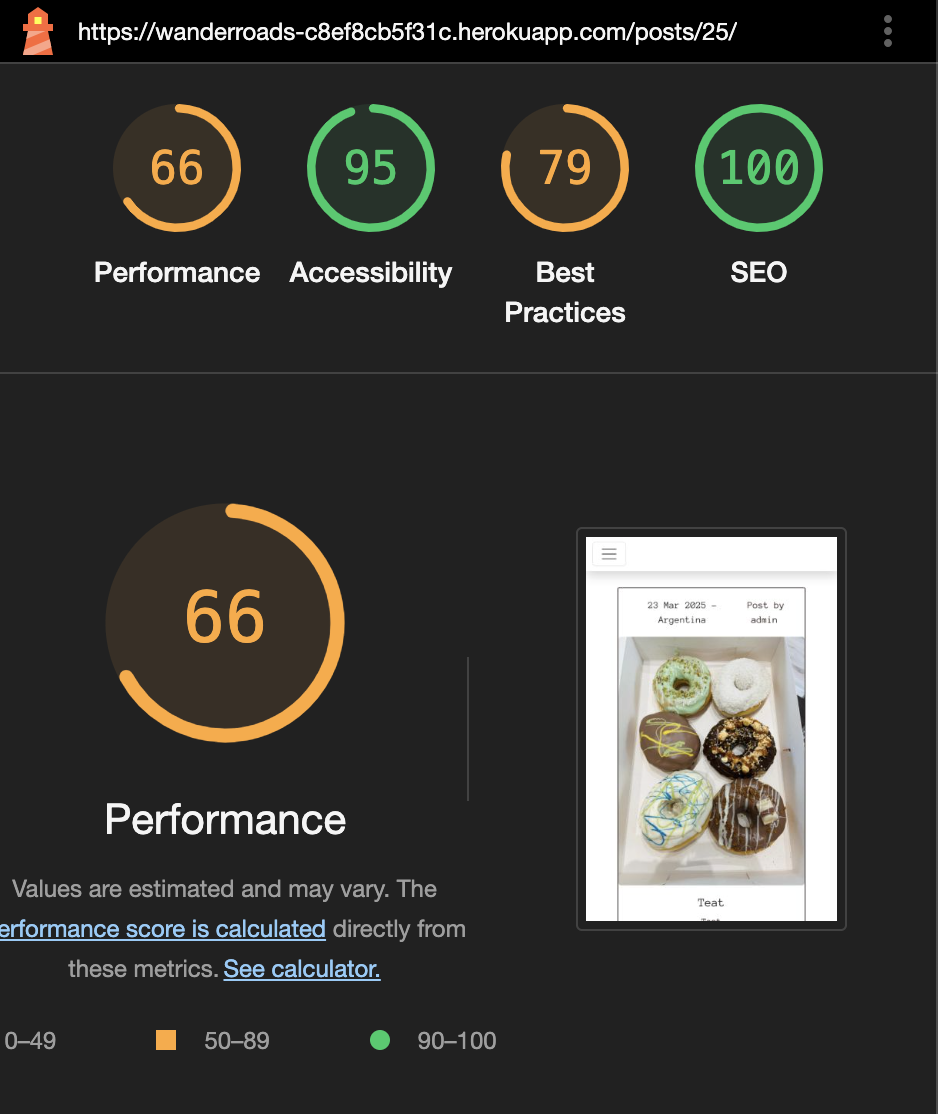 https://wanderroads-c8ef8cb5f31c.herokuapp.com/posts/25/
66
95
79
100
Performance
Accessibility
Best
Practices
SEO
66
Performance
Values are estimated and may vary. The
erformance score is calculated directly from
these metrics. See calculator.
0–49
50–89
90–100
23 Mar 2025 –
Argentina
Post by
admin
Teat